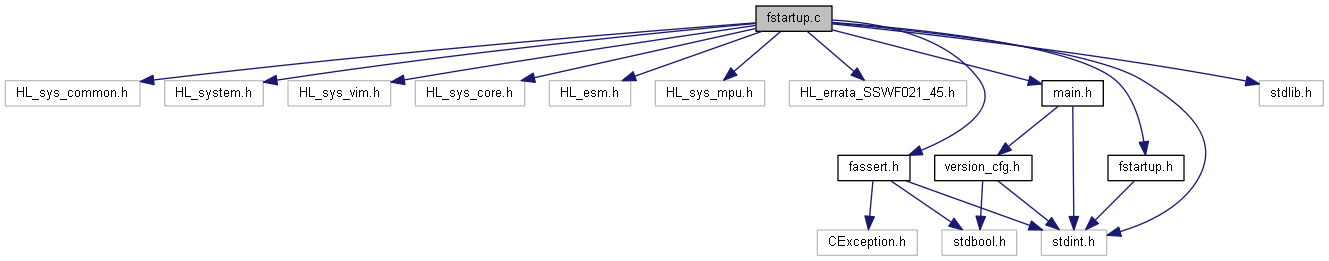 fstartup.c
HL_sys_common.h
HL_system.h
HL_sys_vim.h
HL_sys_core.h
HL_esm.h
HL_sys_mpu.h
HL_errata_SSWF021_45.h
main.h
stdlib.h
fassert.h
version_cfg.h
fstartup.h
CException.h
stdbool.h
stdint.h